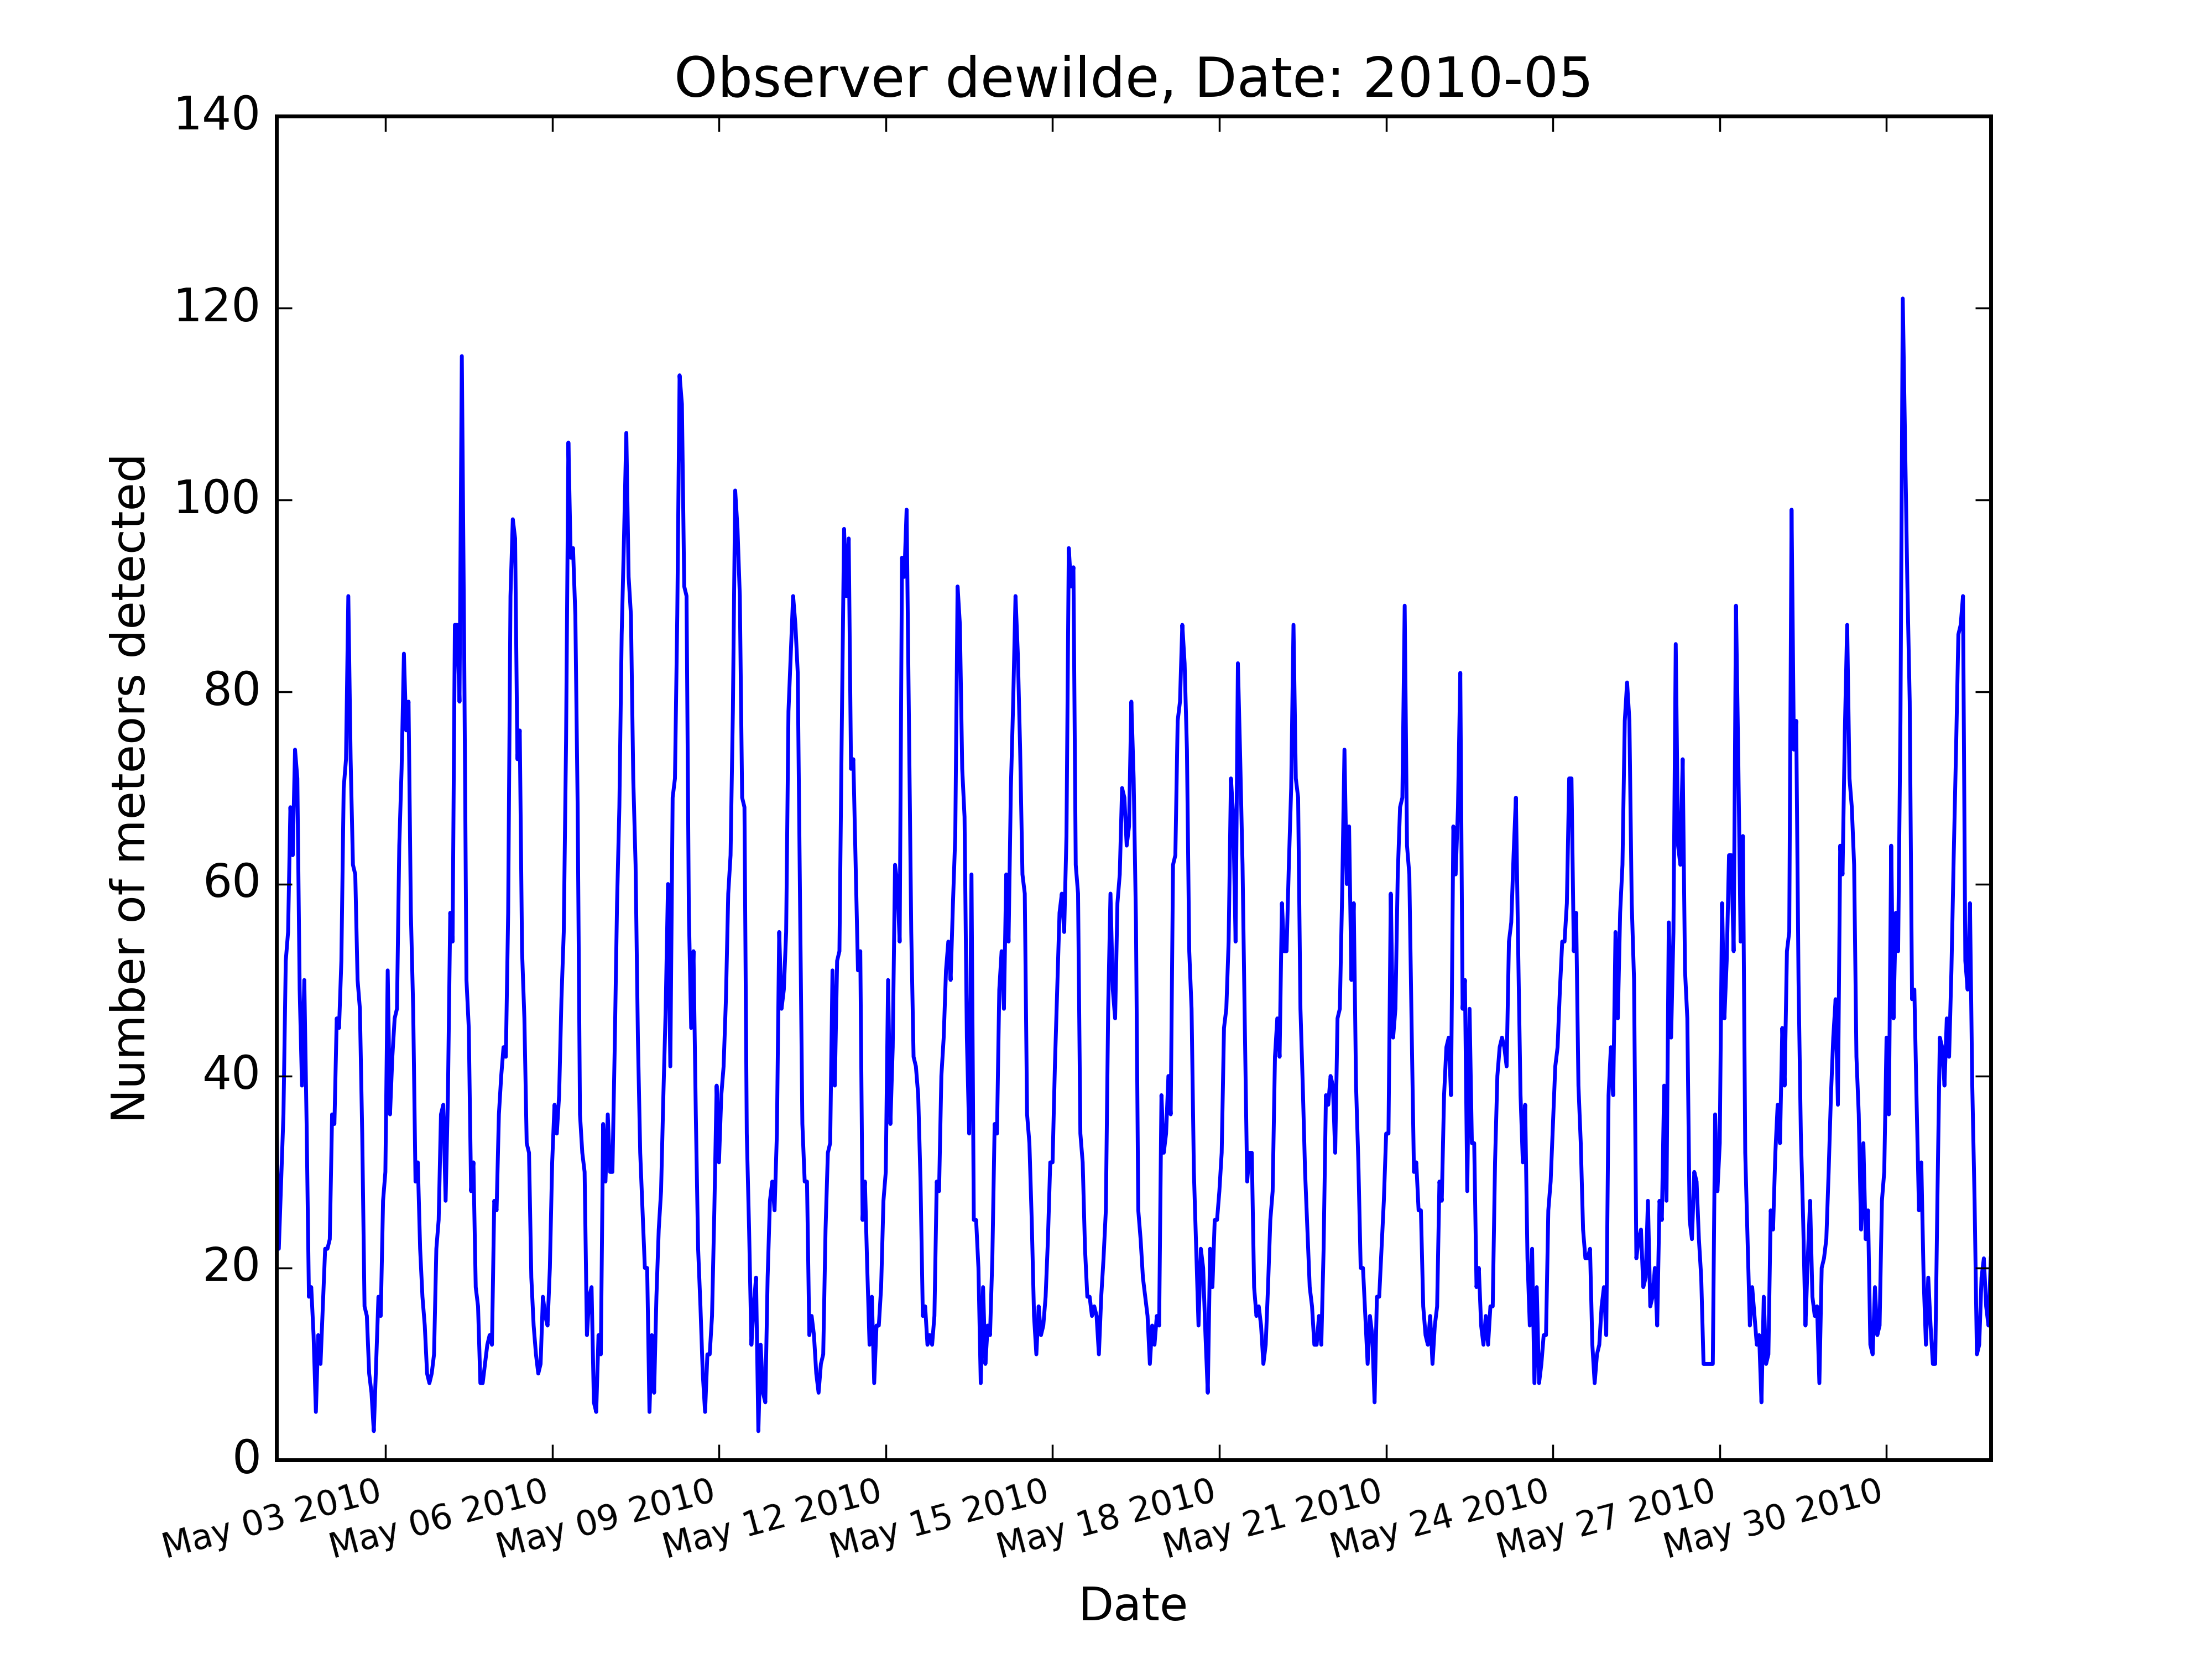 Observer dewilde, Date: 2010-05
140
120
100
80
60
40
20
0
Number of meteors detected
May 03 2010
May 06 2010
May 09 2010
May 12 2010
May 15 2010
May 18 2010
May 21 2010
May 24 2010
May 27 2010
May 30 2010
Date